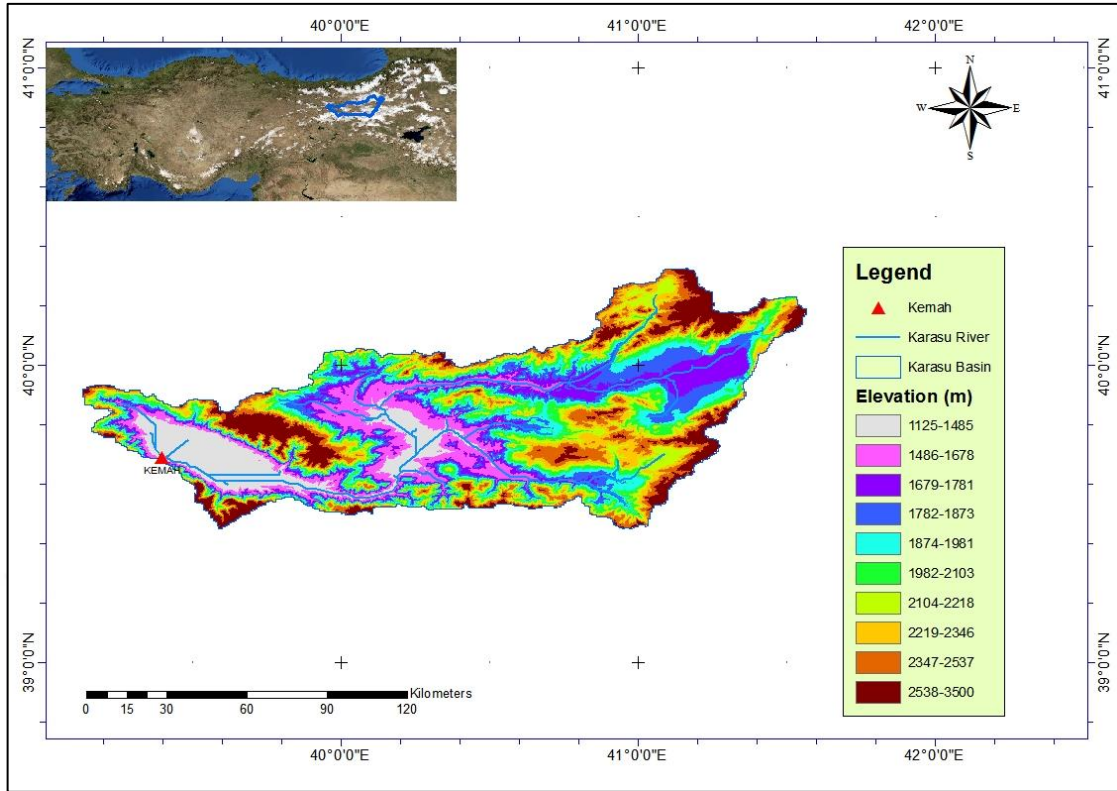 40°0'0"E
41°0'0"E
42°0'0"E
41°0'0"N
41°0'0"N
N
W
E
S
Legend
Kemah
Karasu River
Karasu Basin
Elevation (m)
1125-1485
1486-1678
1679-1781
1782-1873
1874-1981
1982-2103
2104-2218
2219-2346
2347-2537
2538-3500
40°0'0"N
40°0'0"N
KEMAH
39°0'0"N
39°0'0"N
Kilometers
0 15 30 60 90 120
40°0'0"E
41°0'0"E
42°0'0"E